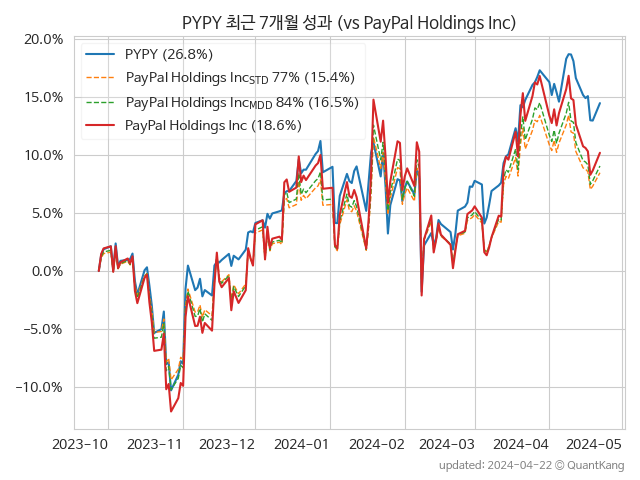 PYPY 최근 7개월 성과 (vs PayPal Holdings Inc)
20.0%
15.0%
10.0%
5.0%
0.0%
−5.0%
−10.0%
PYPY (26.8%)
PayPal Holdings IncSTD 77% (15.4%)
PayPal Holdings IncMDD 84% (16.5%)
PayPal Holdings Inc (18.6%)
2023-10 2023-11 2023-12 2024-01 2024-02 2024-03 2024-04 2024-05
updated: 2024-04-22 © QuantKang